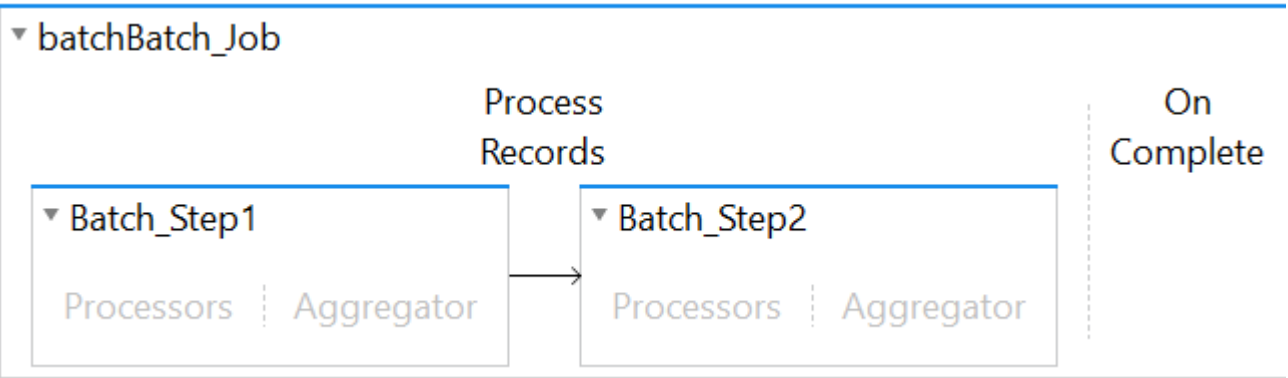 batchBatch_Job
Process
Records
On
Complete
Batch_Step1
Processors
Aggregator
Batch_Step2
Processors
Aggregator